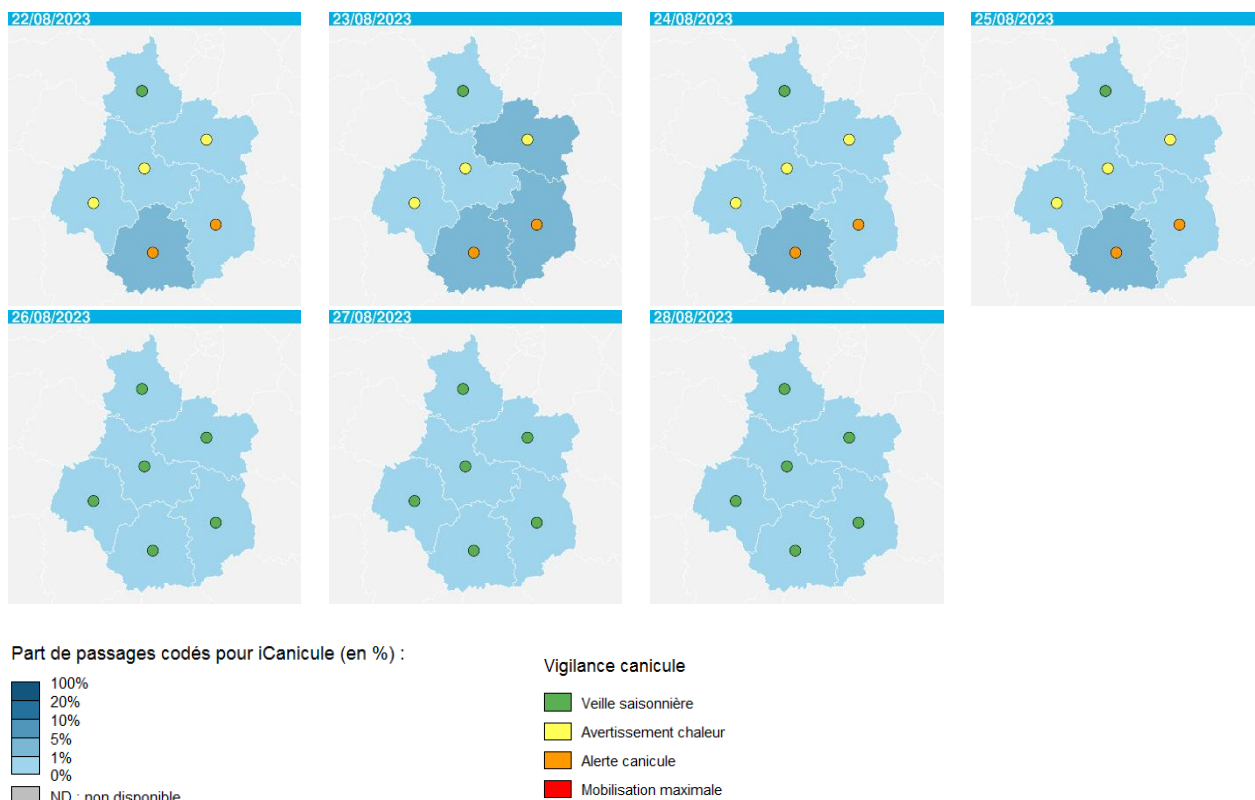 22/08/2023
23/08/2023
24/08/2023
25/08/2023
26/08/2023
27/08/2023
28/08/2023
Part de passages codés pour iCanicule (en %) :
100%
20%
10%
5%
1%
0%
ND : non disponible
Vigilance canicule
Veille saisonnière
Avertissement chaleur
Alerte canicule
Mobilisation maximale